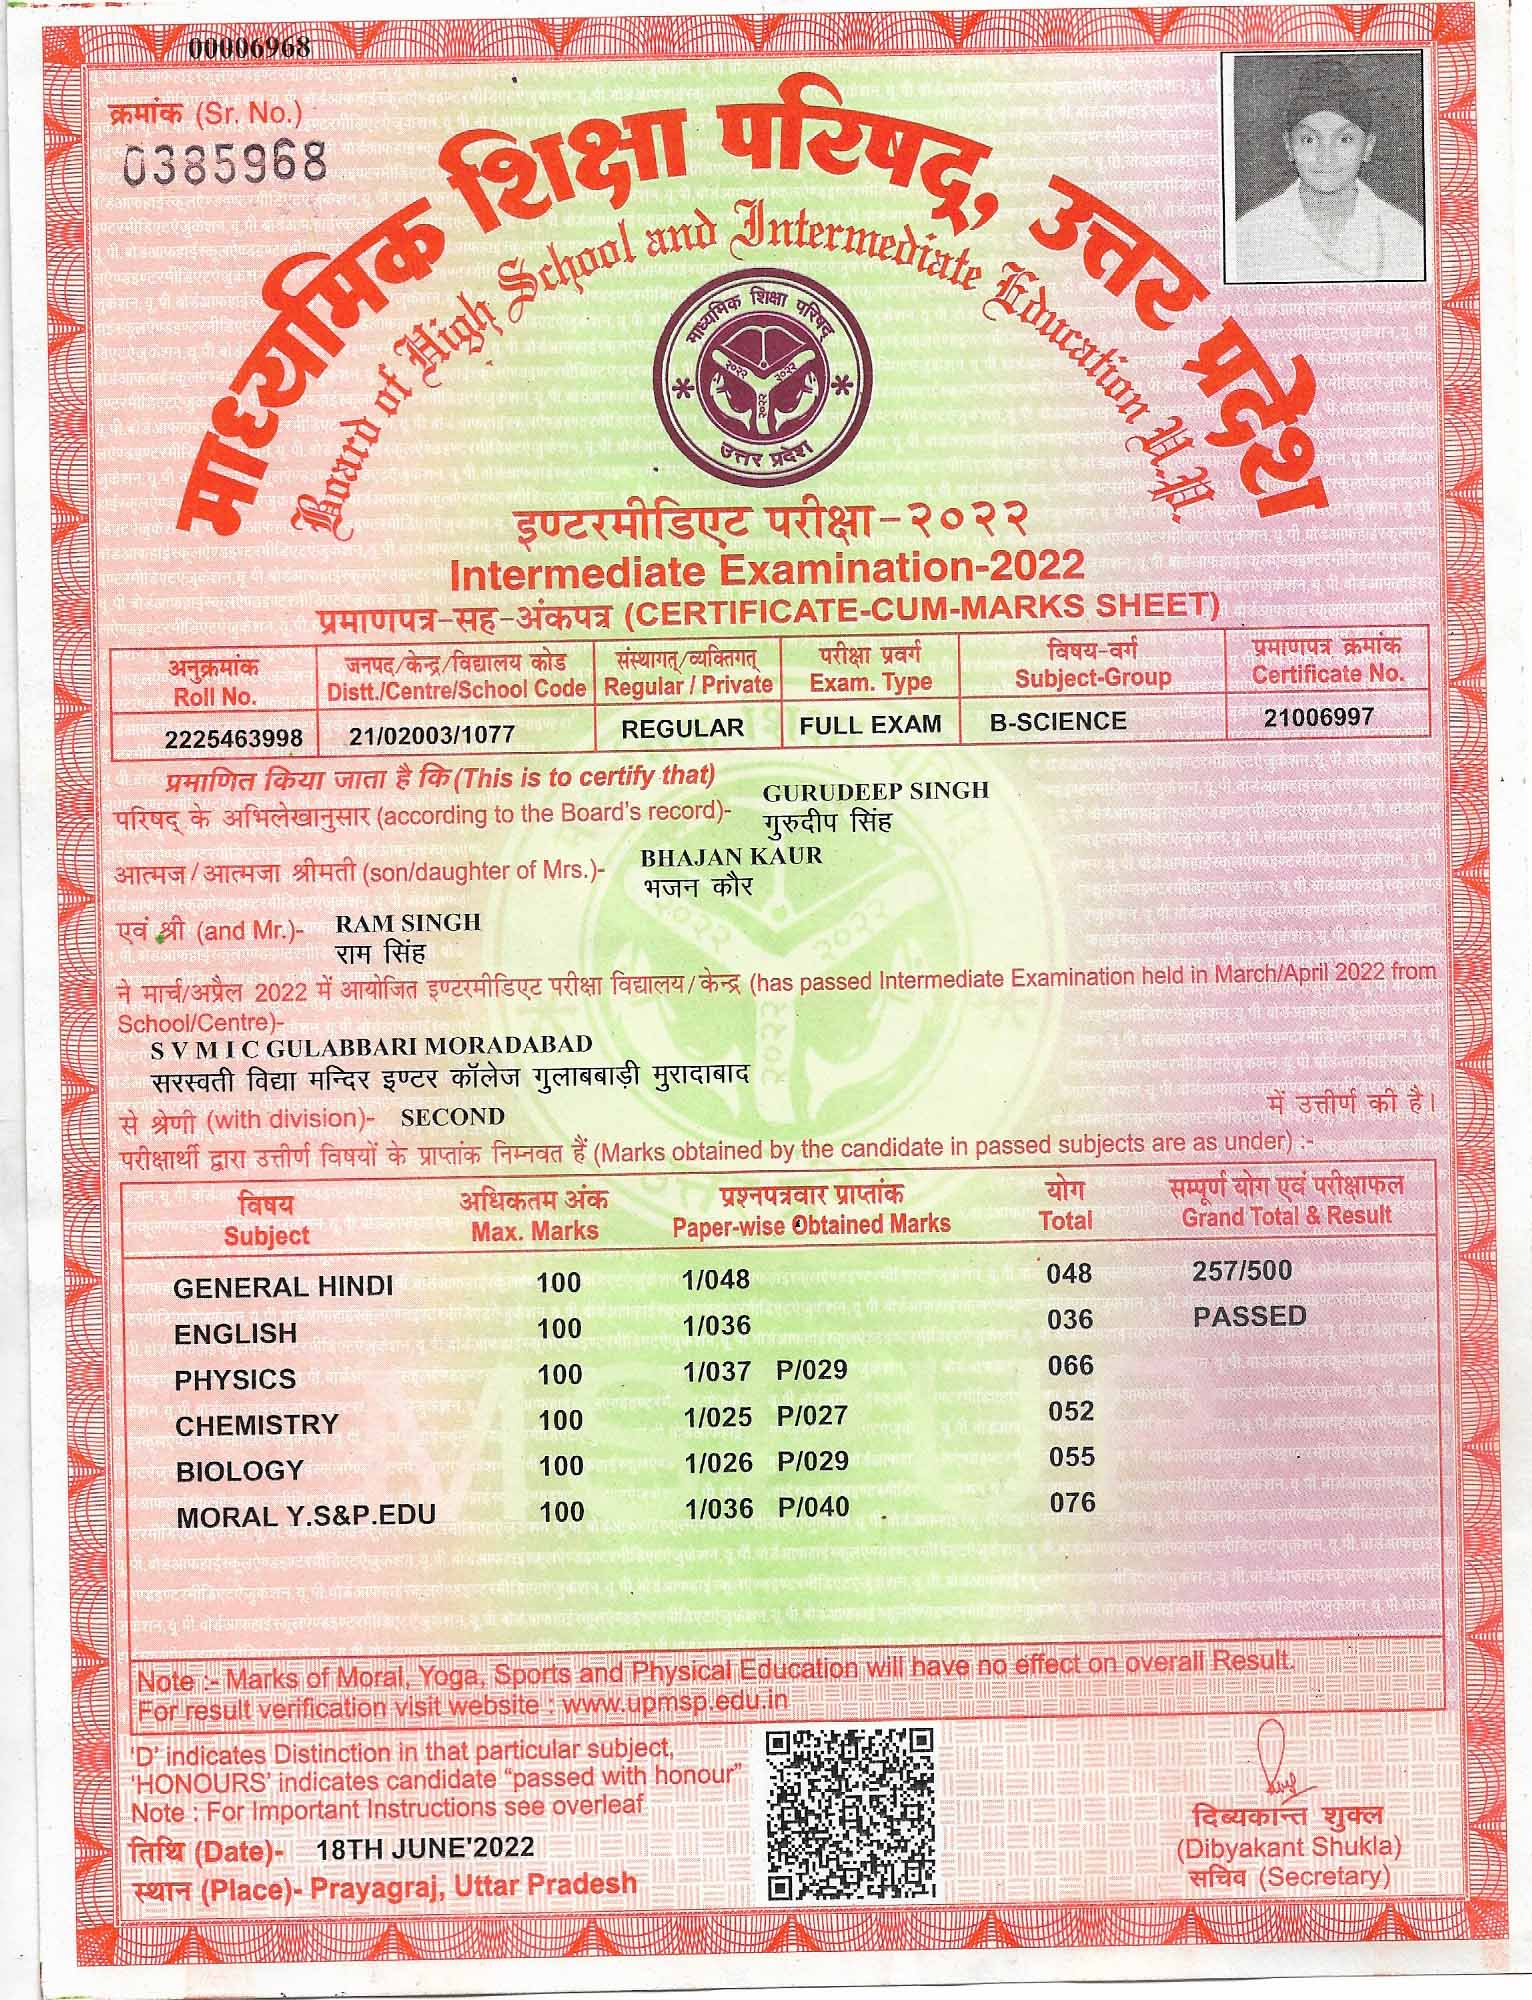 00006968
क्रमांक (Sr. No.)
0385968
माध्यमिक शिक्षा परिषद्, उत्तर प्रदेश
Board of High School and Intermediate Education U.P.
माध्यमिक शिक्षा परिषद्
२०२२ २०२२
२०२२
उत्तर प्रदेश
इण्टरमीडिएट परीक्षा-२०२२
Intermediate Examination-2022
प्रमाणपत्र-सह-अंकपत्र (CERTIFICATE-CUM-MARKS SHEET)
अनुक्रमांक जनपद/केन्द्र/विद्यालय कोड संस्थागत्/व्यक्तिगत् परीक्षा प्रवर्ग विषय-वर्ग प्रमाणपत्र क्रमांक
Roll No. Distt./Centre/School Code Regular / Private Exam. Type Subject-Group Certificate No.
2225463998 21/02003/1077 REGULAR FULL EXAM B-SCIENCE 21006997
प्रमाणित किया जाता है कि (This is to certify that)
परिषद् के अभिलेखानुसार (according to the Board's record)- GURUDEEP SINGH
गुरुदीप सिंह
आत्मज/आत्मजा श्रीमती (son/daughter of Mrs.)- BHAJAN KAUR
भजन कौर
एवं श्री (and Mr.)- RAM SINGH
राम सिंह
ने मार्च/अप्रैल 2022 में आयोजित इण्टरमीडिएट परीक्षा विद्यालय/केन्द्र (has passed Intermediate Examination held in March/April 2022 from
School/Centre)-
S V M I C GULABBARI MORADABAD
सरस्वती विद्या मन्दिर इण्टर कॉलेज गुलाबबाड़ी मुरादाबाद
से श्रेणी (with division)- SECOND में उत्तीर्ण की है।
परीक्षार्थी द्वारा उत्तीर्ण विषयों के प्राप्तांक निम्नवत हैं (Marks obtained by the candidate in passed subjects are as under) :-
विषय अधिकतम अंक प्रश्नपत्रवार प्राप्तांक योग सम्पूर्ण योग एवं परीक्षाफल
Subject Max. Marks Paper-wise Obtained Marks Total Grand Total & Result
GENERAL HINDI 100 1/048 048 257/500
ENGLISH 100 1/036 036 PASSED
PHYSICS 100 1/037 P/029 066
CHEMISTRY 100 1/025 P/027 052
BIOLOGY 100 1/026 P/029 055
MORAL Y.S&P.EDU 100 1/036 P/040 076
Note :- Marks of Moral, Yoga, Sports and Physical Education will have no effect on overall Result.
For result verification visit website : www.upmsp.edu.in
'D' indicates Distinction in that particular subject,
'HONOURS' indicates candidate "passed with honour"
Note : For Important Instructions see overleaf
तिथि (Date)- 18TH JUNE'2022
स्थान (Place)- Prayagraj, Uttar Pradesh
दिब्यकान्त शुक्ल
(Dibyakant Shukla)
सचिव (Secretary)